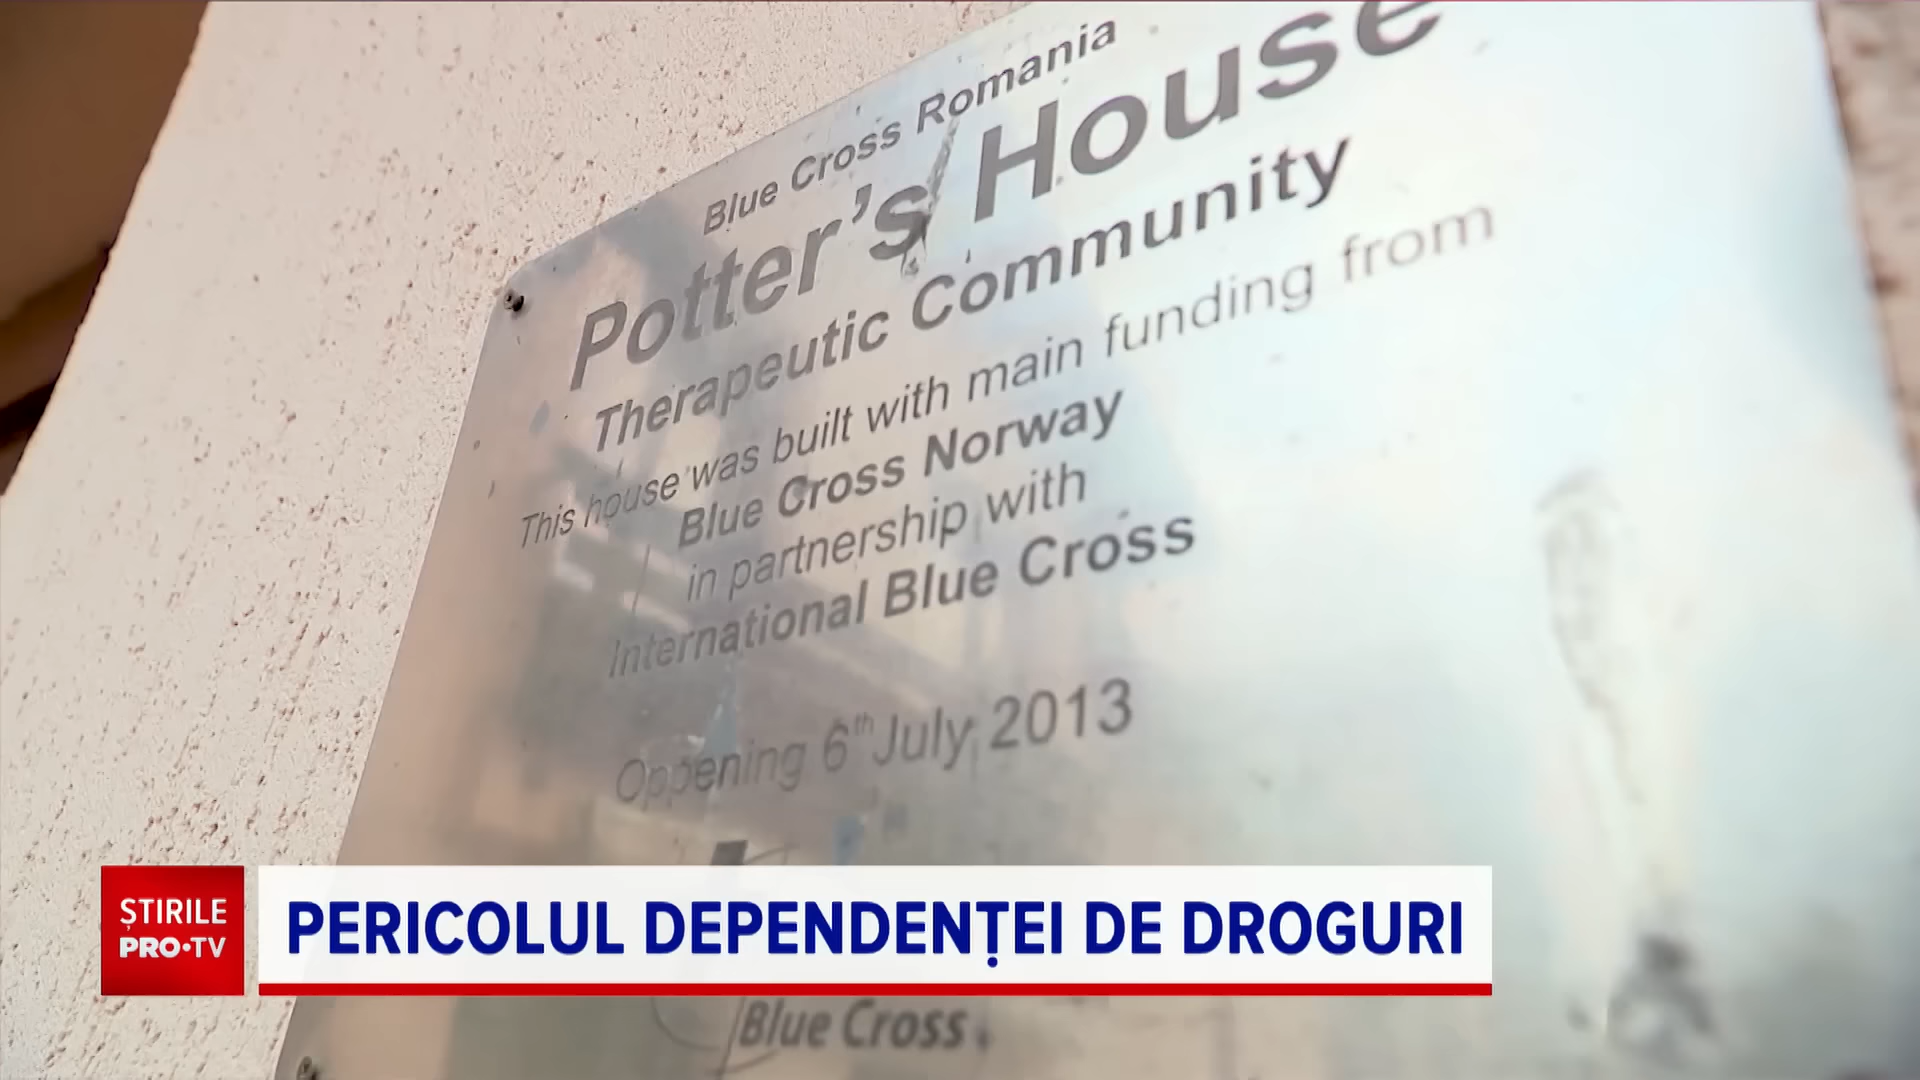 Blue Cross Romania
Potter's House
Therapeutic Community
This house was built with main funding from
Blue Cross Norway
in partnership with
International Blue Cross
Oppening 6th July 2013
ȘTIRILE
PRO•TV
PERICOLUL DEPENDENȚEI DE DROGURI
Blue Cross